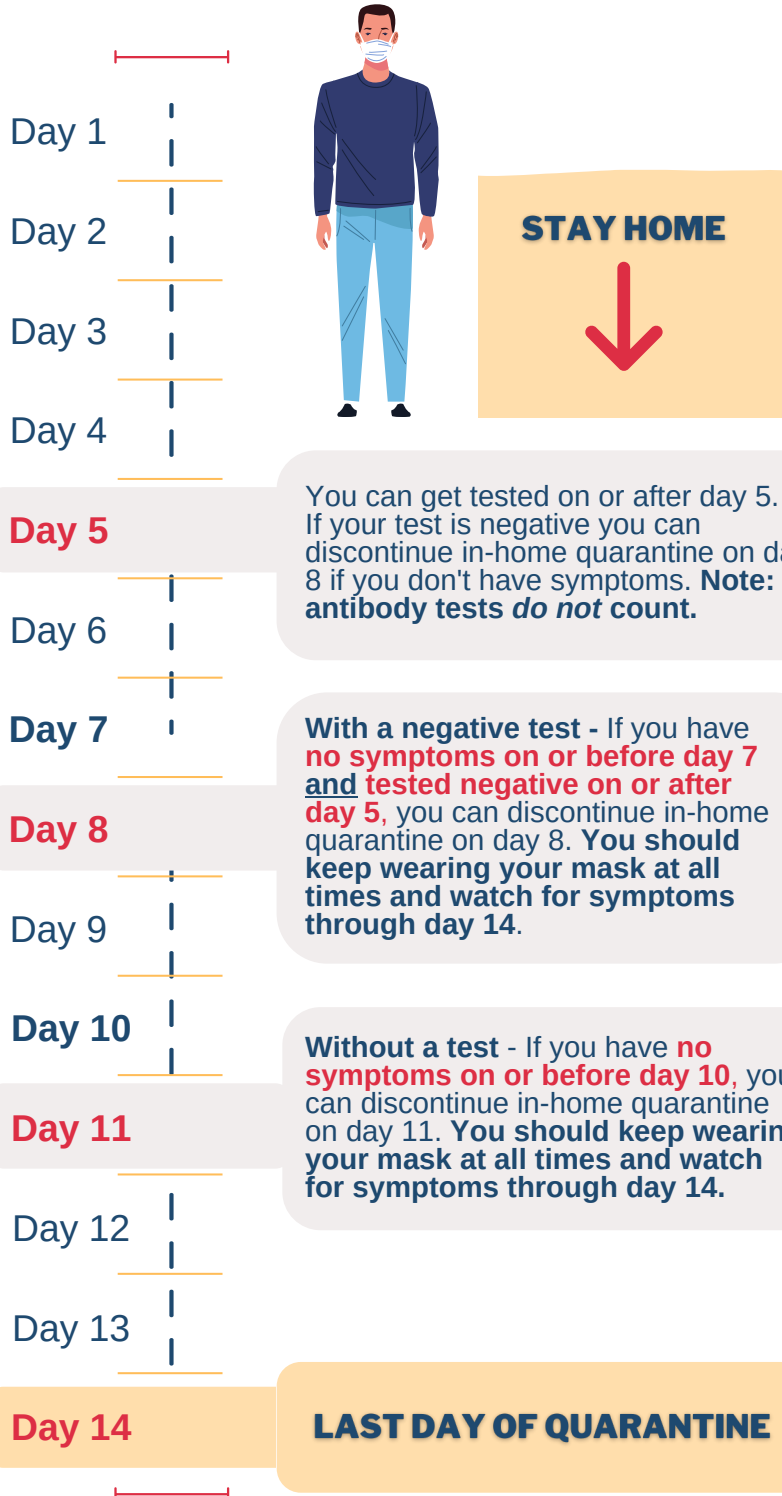 Day 1
Day 2
STAY HOME
Day 3
Day 4
Day 5
You can get tested on or after day 5.
If your test is negative you can
discontinue in-home quarantine on
8 if you don't have symptoms. Note:
antibody tests do not count.
Day 6
Day 7
With a negative test - If you have
no symptoms on or before day 7
and tested negative on or after
day 5, you can discontinue in-home
quarantine on day 8. You should
keep wearing your mask at all
times and watch for symptoms
through day 14.
Day 8
Day 9
Day 10
Without a test - If you have no
symptoms on or before day 10,
can discontinue in-home quarantine
on day 11. You should keep
your mask at all times and watch
for symptoms through day 14.
Day 11
Day 12
Day 13
Day 14
LAST DAY OF QUARANTINE